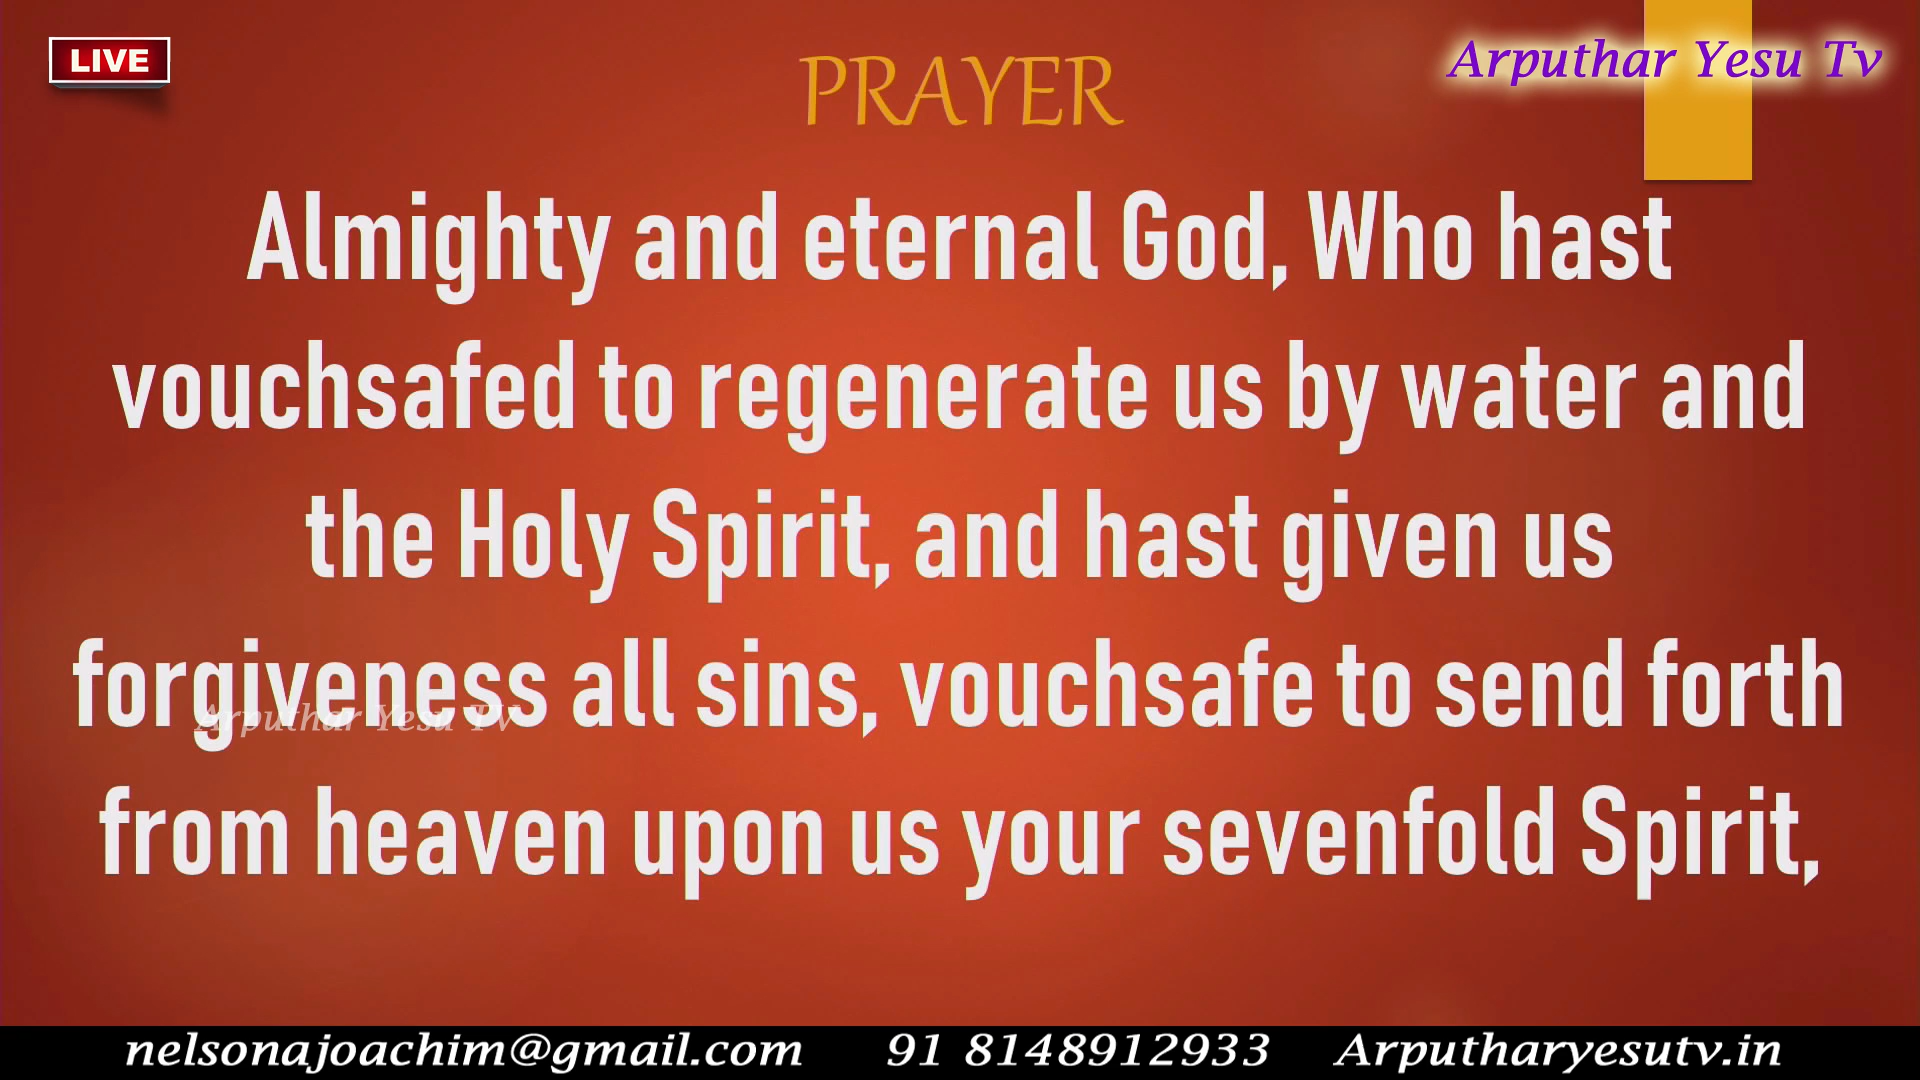 LIVE
PRAYER
Arputhar Yesu Tv
Almighty and eternal God, Who hast
vouchsafed to regenerate us by water and
the Holy Spirit, and hast given us
forgiveness all sins, vouchsafe to send forth
Arputhar Yesu TV
from heaven upon us your sevenfold Spirit,
nelsonajoachim@gmail.com 91 8148912933 Arputharyesutv.in